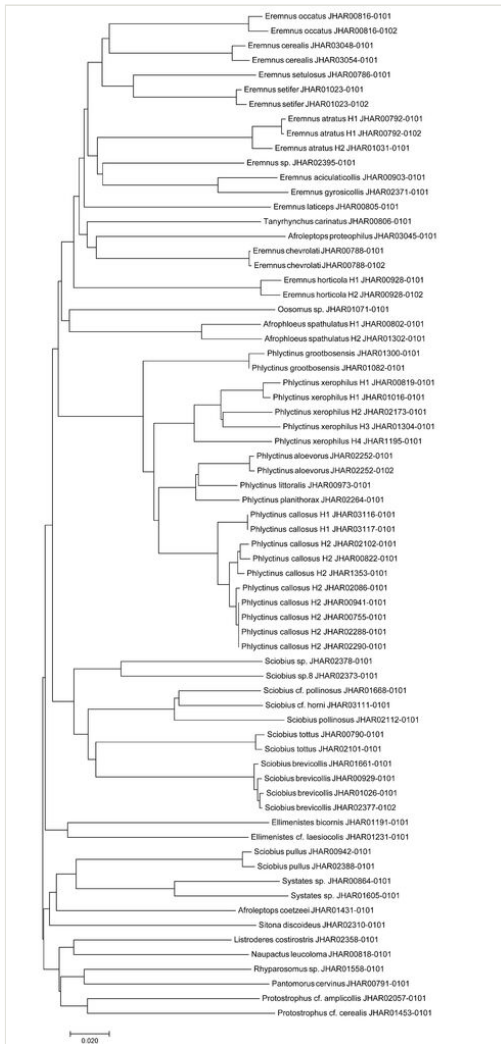 Eremnus occatus JHAR00816-0101
Eremnus occatus JHAR00816-0102
Eremnus cerealis JHAR03048-0101
Eremnus cerealis JHAR03054-0101
Eremnus setulosus JHAR00786-0101
Eremnus setifer JHAR01023-0101
Eremnus setifer JHAR01023-0102
Eremnus atratus H1 JHAR00792-0101
Eremnus atratus H1 JHAR00792-0102
Eremnus atratus H2 JHAR01031-0101
Eremnus sp. JHAR02395-0101
Eremnus aciculaticollis JHAR00903-0101
Eremnus gyrosicollis JHAR02371-0101
Eremnus laticeps JHAR00805-0101
Tanyrhynchus carinatus JHAR00806-0101
Afroleptops proteophilus JHAR03045-0101
Eremnus chevrolati JHAR00788-0101
Eremnus chevrolati JHAR00788-0102
Eremnus horticola H1 JHAR00928-0101
Eremnus horticola H2 JHAR00928-0102
Oosomus sp. JHAR01071-0101
Afrophloeus spathulatus H1 JHAR00802-0101
Afrophloeus spathulatus H2 JHAR01302-0101
Phlyctinus grootbosensis JHAR01300-0101
Phlyctinus grootbosensis JHAR01082-0101
Phlyctinus xerophilus H1 JHAR00819-0101
Phlyctinus xerophilus H1 JHAR01016-0101
Phlyctinus xerophilus H2 JHAR02173-0101
Phlyctinus xerophilus H3 JHAR01304-0101
Phlyctinus xerophilus H4 JHAR1195-0101
Phlyctinus aloevorus JHAR02252-0101
Phlyctinus aloevorus JHAR02252-0102
Phlyctinus littoralis JHAR00973-0101
Phlyctinus planithorax JHAR02264-0101
Phlyctinus callosus H1 JHAR03116-0101
Phlyctinus callosus H1 JHAR03117-0101
Phlyctinus callosus H2 JHAR02102-0101
Phlyctinus callosus H2 JHAR00822-0101
Phlyctinus callosus H2 JHAR1353-0101
Phlyctinus callosus H2 JHAR02086-0101
Phlyctinus callosus H2 JHAR00941-0101
Phlyctinus callosus H2 JHAR00755-0101
Phlyctinus callosus H2 JHAR02288-0101
Phlyctinus callosus H2 JHAR02290-0101
Sciobius sp. JHAR02378-0101
Sciobius sp.8 JHAR02373-0101
Sciobius cf. pollinosus JHAR01668-0101
Sciobius cf. horni JHAR03111-0101
Sciobius pollinosus JHAR02112-0101
Sciobius tottus JHAR00790-0101
Sciobius tottus JHAR02101-0101
Sciobius brevicollis JHAR01661-0101
Sciobius brevicollis JHAR00929-0101
Sciobius brevicollis JHAR01026-0101
Sciobius brevicollis JHAR02377-0102
Ellimenistes bicornis JHAR01191-0101
Ellimenistes cf. laesiocolis JHAR01231-0101
Sciobius pullus JHAR00942-0101
Sciobius pullus JHAR02388-0101
Systates sp. JHAR00864-0101
Systates sp. JHAR01605-0101
Afroleptops coetzeei JHAR01431-0101
Sitona discoideus JHAR02310-0101
Listroderes costirostris JHAR02358-0101
Naupactus leucoloma JHAR00818-0101
Rhyparosomus sp. JHAR01558-0101
Pantomorus cervinus JHAR00791-0101
Protostrophus cf. amplicollis JHAR02057-0101
Protostrophus cf. cerealis JHAR01453-0101
0.020